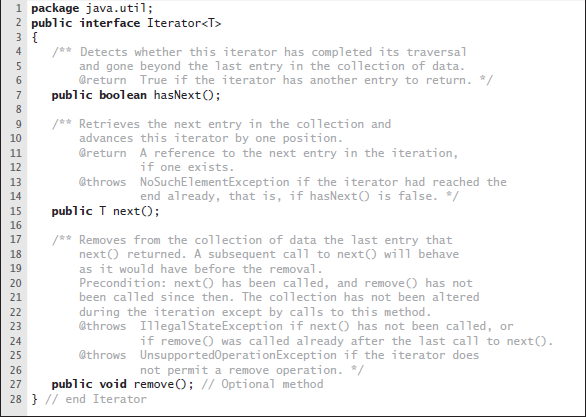 1 package java.util;
2 public interface Iterator<T>
3 {
4 /** Detects whether this iterator has completed its traversal
5 and gone beyond the last entry in the collection of data.
6 @return True if the iterator has another entry to return. */
7 public boolean hasNext();
8
9 /** Retrieves the next entry in the collection and
10 advances this iterator by one position.
11 @return A reference to the next entry in the iteration,
12 if one exists.
13 @throws NoSuchElementException if the iterator had reached the
14 end already, that is, if hasNext() is false. */
15 public T next();
16
17 /** Removes from the collection of data the last entry that
18 next() returned. A subsequent call to next() will behave
19 as it would have before the removal.
20 Precondition: next() has been called, and remove() has not
21 been called since then. The collection has not been altered
22 during the iteration except by calls to this method.
23 @throws IllegalStateException if next() has not been called, or
24 if remove() was called already after the last call to next().
25 @throws UnsupportedOperationException if the iterator does
26 not permit a remove operation. */
27 public void remove(); // Optional method
28 } // end Iterator